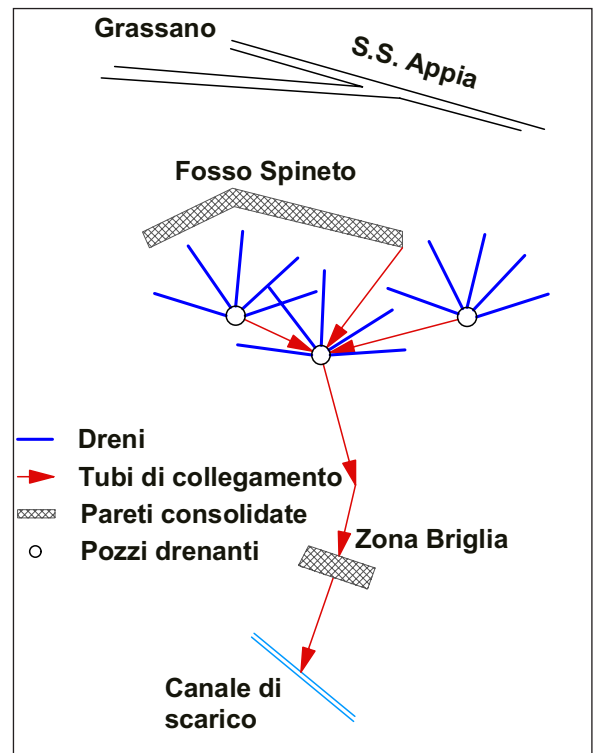 Grassano
S.S. Appia
Fosso Spineto
Dreni
Tubi di collegamento
Pareti consolidate
Pozzi drenanti
Zona Briglia
Canale di
scarico